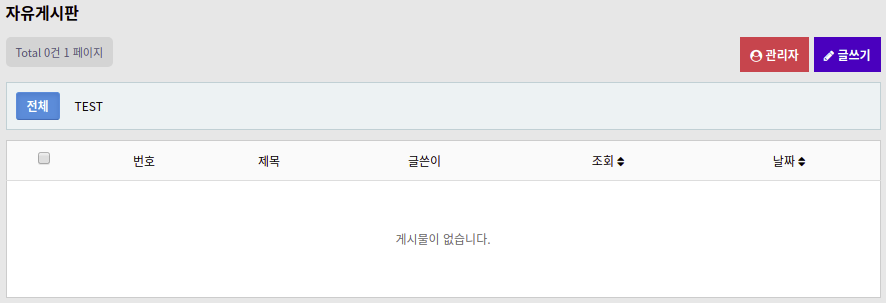 자유게시판
Total 0건 1 페이지
관리자 글쓰기
전체 TEST
번호 제목 글쓴이 조회 날짜
게시물이 없습니다.